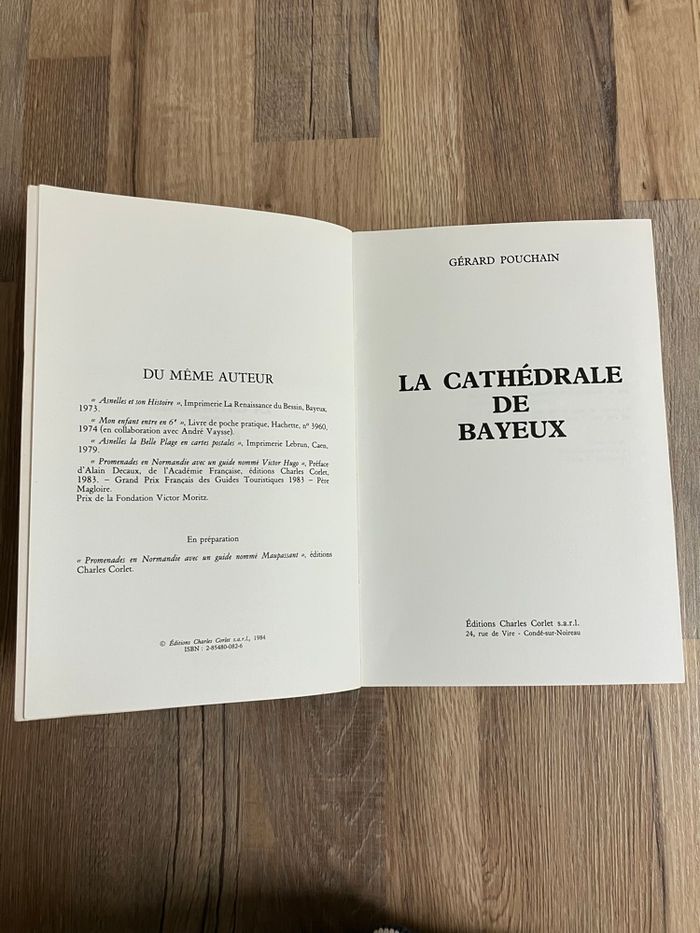 DU MÊME AUTEUR
« Asnelles et son Histoire », Imprimerie La Renaissance du Bessin, Bayeux,
1973.
« Mon enfant entre en 6e », Livre de poche pratique, Hachette, n° 3960,
1974 (en collaboration avec André Vaysse).
« Asnelles la Belle Plage en cartes postales », Imprimerie Lebrun, Caen,
1979.
« Promenades en Normandie avec un guide nommé Victor Hugo », Préface
d'Alain Decaux, de l'Académie Française, éditions Charles Corlet,
1983. – Grand Prix Français des Guides Touristiques 1983 – Père
Magloire.
Prix de la Fondation Victor Moritz.
En préparation
« Promenades en Normandie avec un guide nommé Maupassant », éditions
Charles Corlet.
© Éditions Charles Corlet s.a.r.l., 1984
ISBN : 2-85480-082-6
GÉRARD POUCHAIN
LA CATHÉDRALE
DE
BAYEUX
Éditions Charles Corlet s.a.r.l.
24, rue de Vire - Condé-sur-Noireau